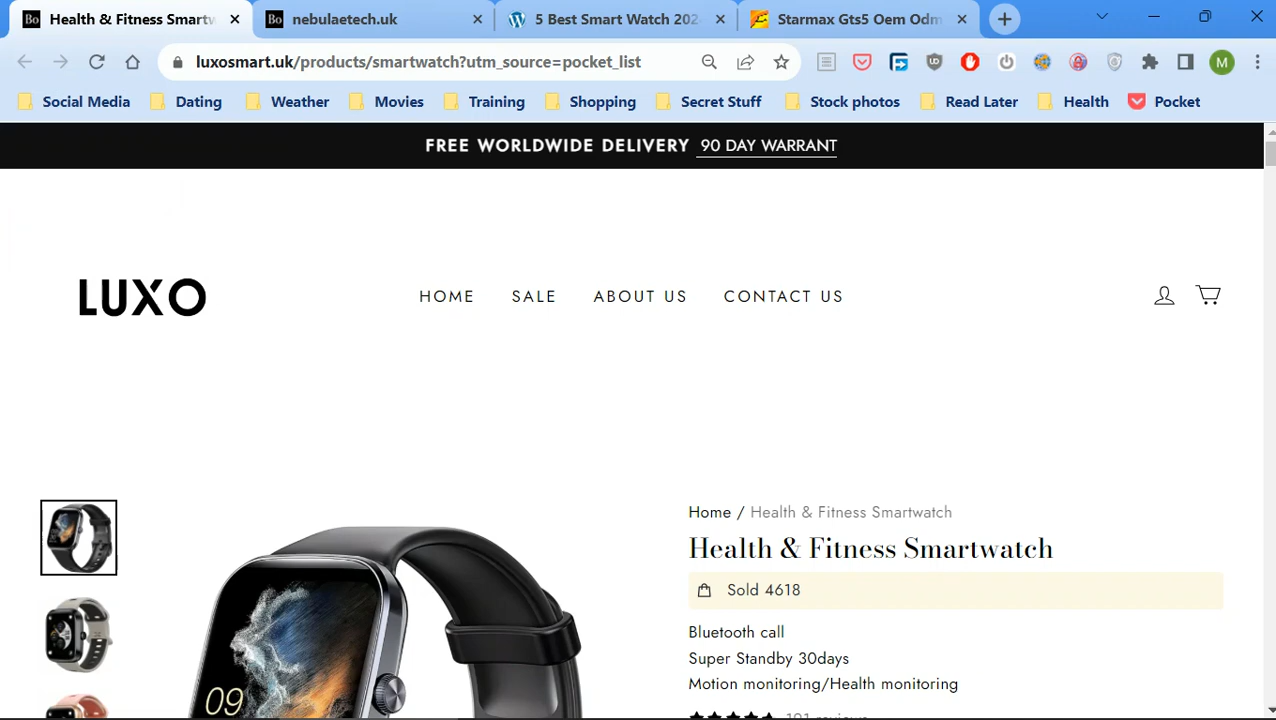 Health & Fitness Smartw
nebulaetech.uk
5 Best Smart Watch 202
Starmax Gts5 Oem Odm
luxosmart.uk/products/smartwatch?utm_source=pocket_list
M
Social Media
Dating
Weather
Movies
Training
Shopping
Secret Stuff
Stock photos
Read Later
Health
Pocket
FREE WORLDWIDE DELIVERY 90 DAY WARRANT
LUXO
HOME
SALE
ABOUT US
CONTACT US
Home / Health & Fitness Smartwatch
Health & Fitness Smartwatch
Sold 4618
Bluetooth call
Super Standby 30days
Motion monitoring/Health monitoring
191 reviews
09